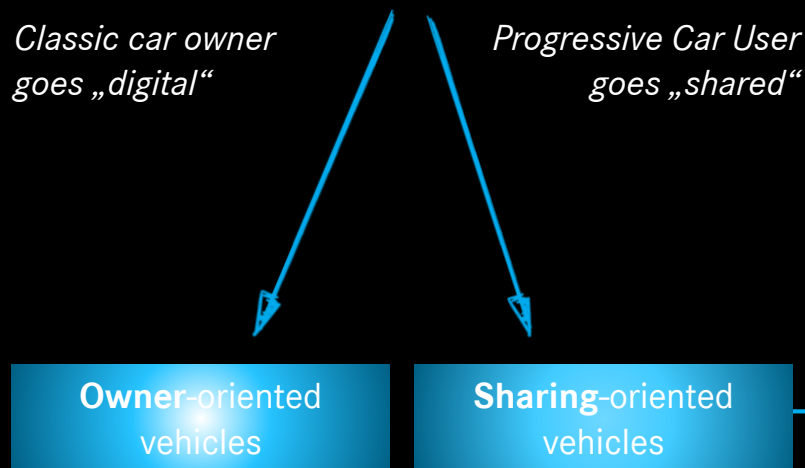 Classic car owner
goes „digital“
Progressive Car User
goes „shared“
Owner-oriented
vehicles
Sharing-oriented
vehicles